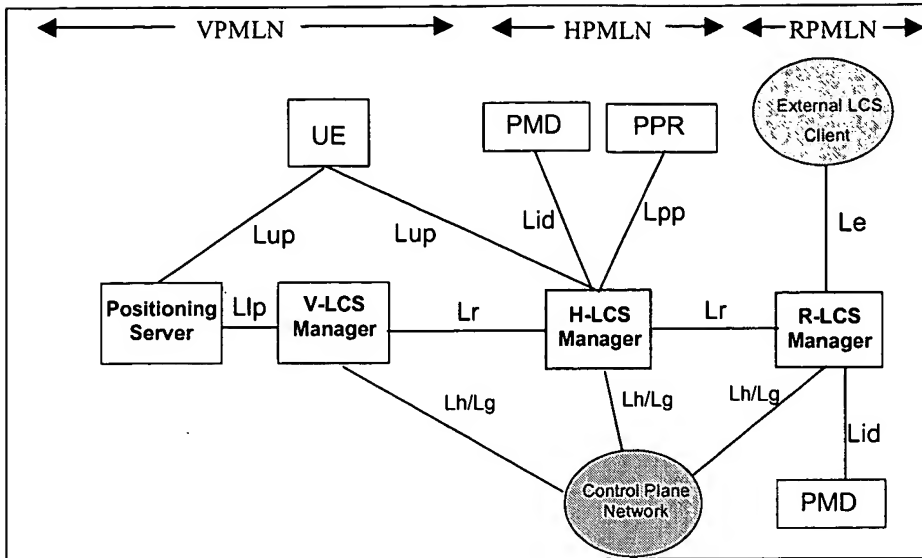 VPMLN HPMLN RPMLN
External LCS
Client
UE
PMD
PPR
Lid
Lpp
Le
Lup
Lup
Positioning
Server
Llp
V-LCS
Manager
Lr
H-LCS
Manager
Lr
R-LCS
Manager
Lh/Lg
Lh/Lg
Lh/Lg
Lid
Control Plane
Network
PMD